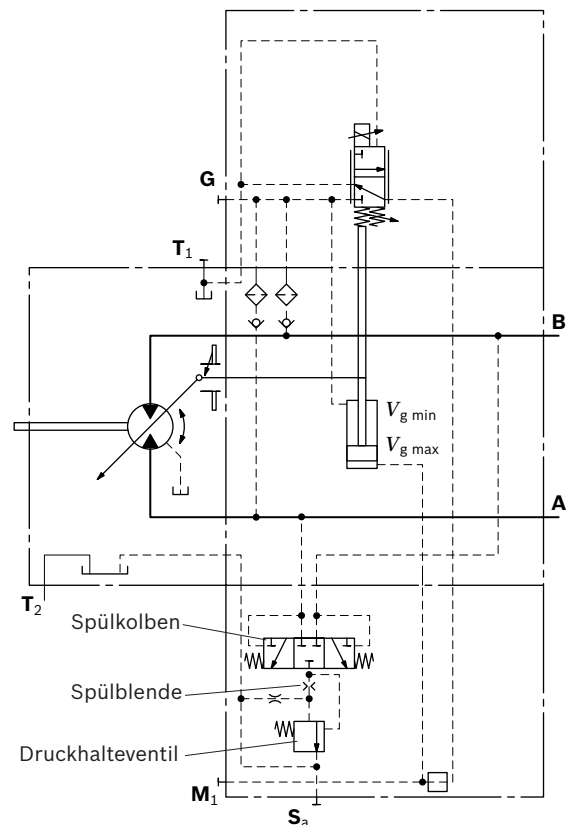 G
T1
B
Vg min
Vg max
A
T2
Spülkolben
Spülblende
Druckhalteventil
M1
Sa